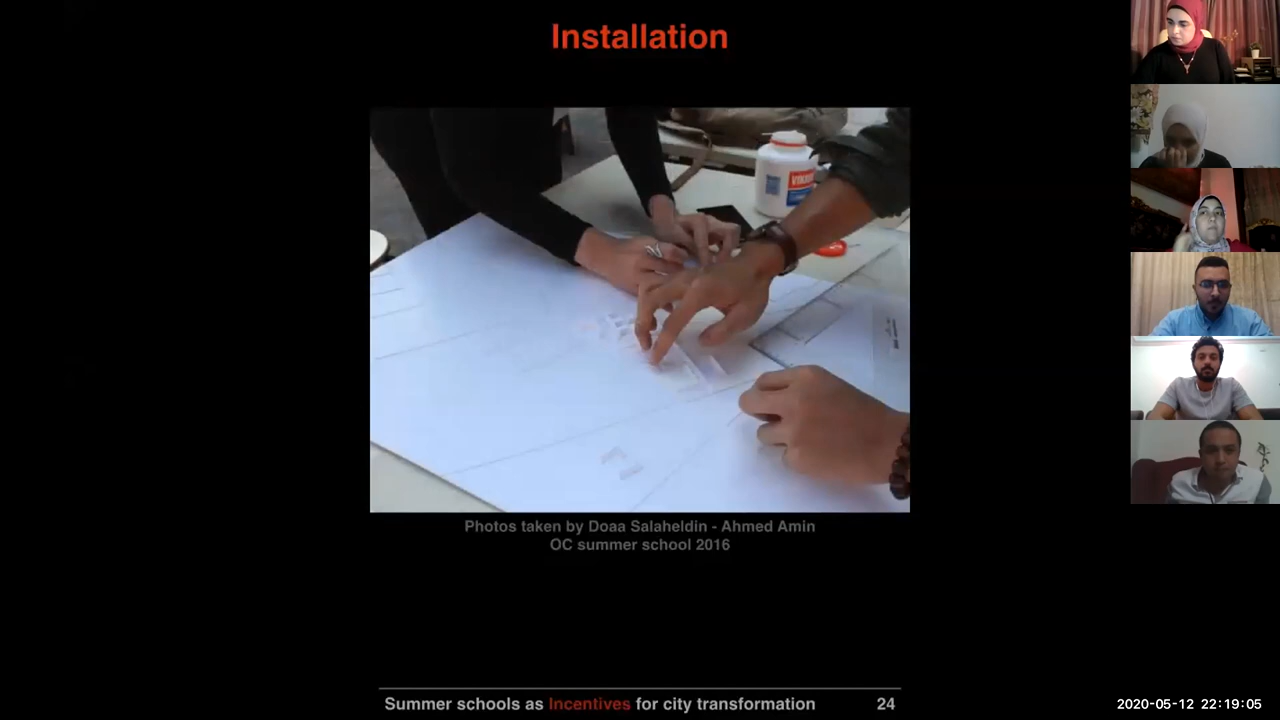 Installation
Photos taken by Doaa Salaheldin - Ahmed Amin
OC summer school 2016
Summer schools as Incentives for city transformation 24
2020-05-12 22:19:05